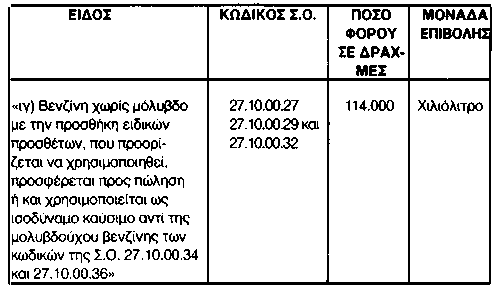 ΕΙΔΟΣ ΚΩΔΙΚΟΣ Σ.Ο. ΠΟΣΟ ΜΟΝΑΔΑ
ΦΟΡΟΥ ΕΠΙΒΟΛΗΣ
ΣΕ ΔΡΑΧ-
ΜΕΣ
«ιγ) Βενζίνη χωρίς μόλυβδο 27.10.00.27 114.000 Χιλιόλιτρο
με την προσθήκη ειδικών 27.10.00.29 και
προσθέτων, που προορί- 27.10.00.32
ζεται να χρησιμοποιηθεί,
προσφέρεται προς πώληση
ή και χρησιμοποιείται ως
ισοδύναμο καύσιμο αντί της
μολυβδούχου βενζίνης των
κωδικών της Σ.Ο. 27.10.00.34
και 27.10.00.36»